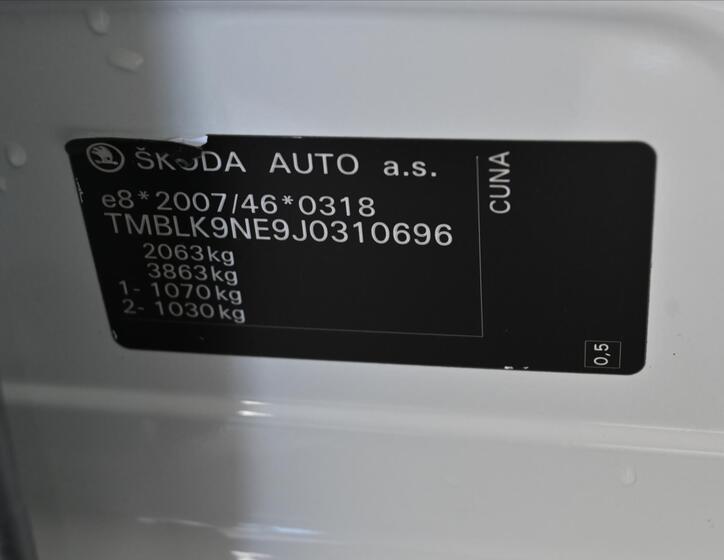 ŠKODA AUTO a.s.
e8*2007/46*0318
TMBLK9NE9J0310696
2063kg
3863kg
1- 1070kg
2- 1030kg
CUNA
0,5